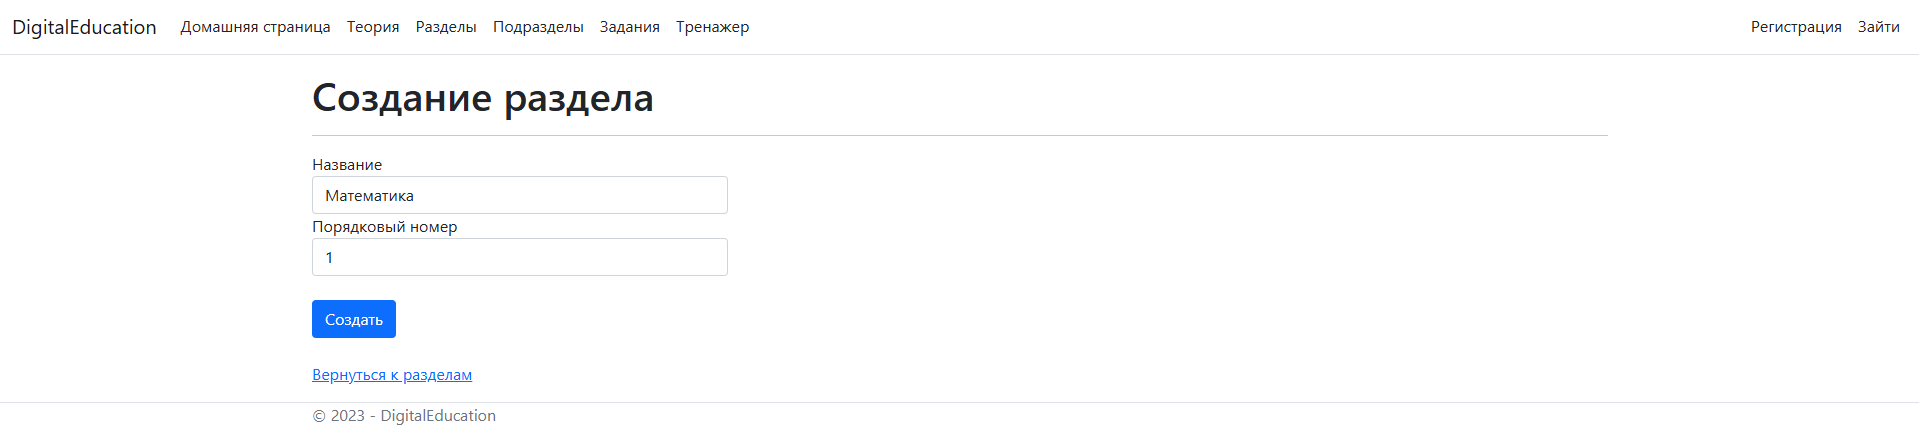 DigitalEducation Домашняя страница Теория Разделы Подразделы Задания Тренажер Регистрация Зайти
Создание раздела
Название
Математика
Порядковый номер
1
Создать
Вернуться к разделам
© 2023 - DigitalEducation